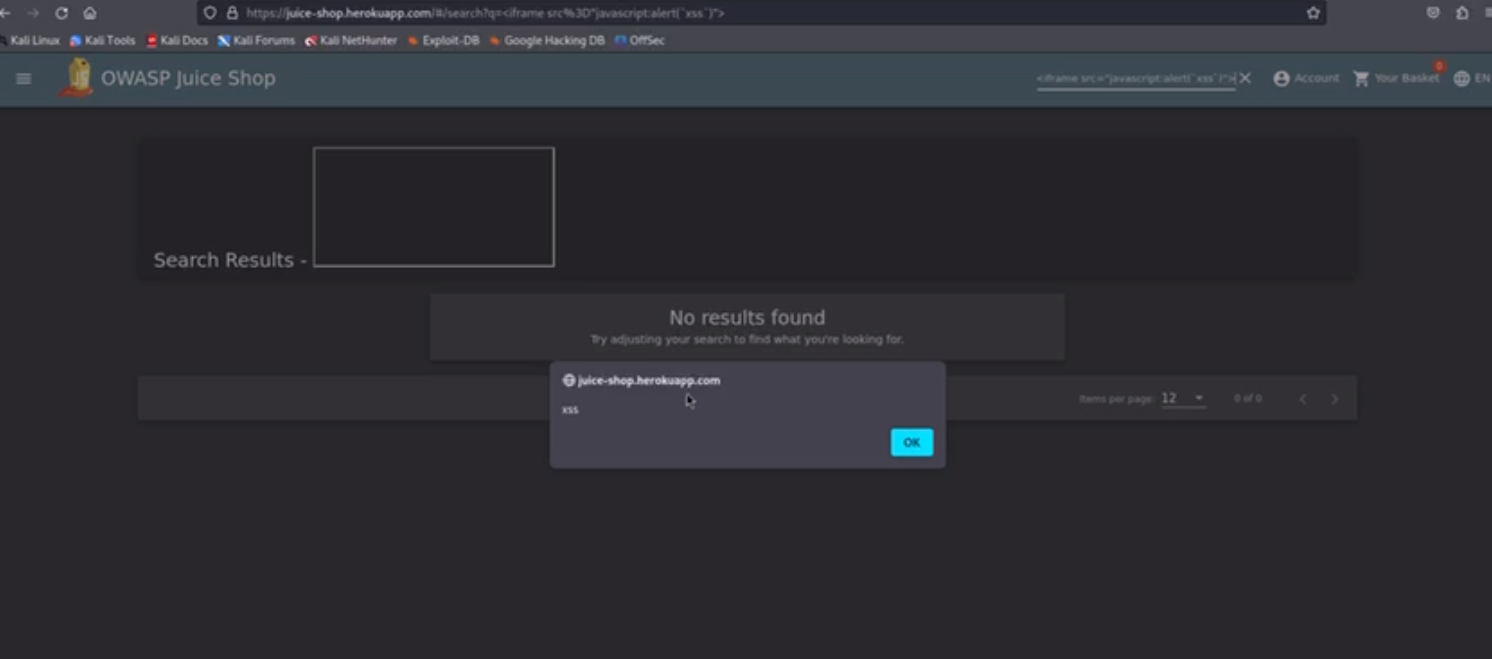 https://juice-shop.herokuapp.com/#/search?q=<iframe src%3D"javascript:alert(`xss`)">
Kali Linux Kali Tools Kali Docs Kali Forums Kali NetHunter Exploit-DB Google Hacking DB OffSec
OWASP Juice Shop <iframe src="javascript:alert(`xss`)"> Account Your Basket 0 EN
Search Results -
No results found
Try adjusting your search to find what you're looking for.
juice-shop.herokuapp.com
xss
Items per page: 12 0 of 0
OK